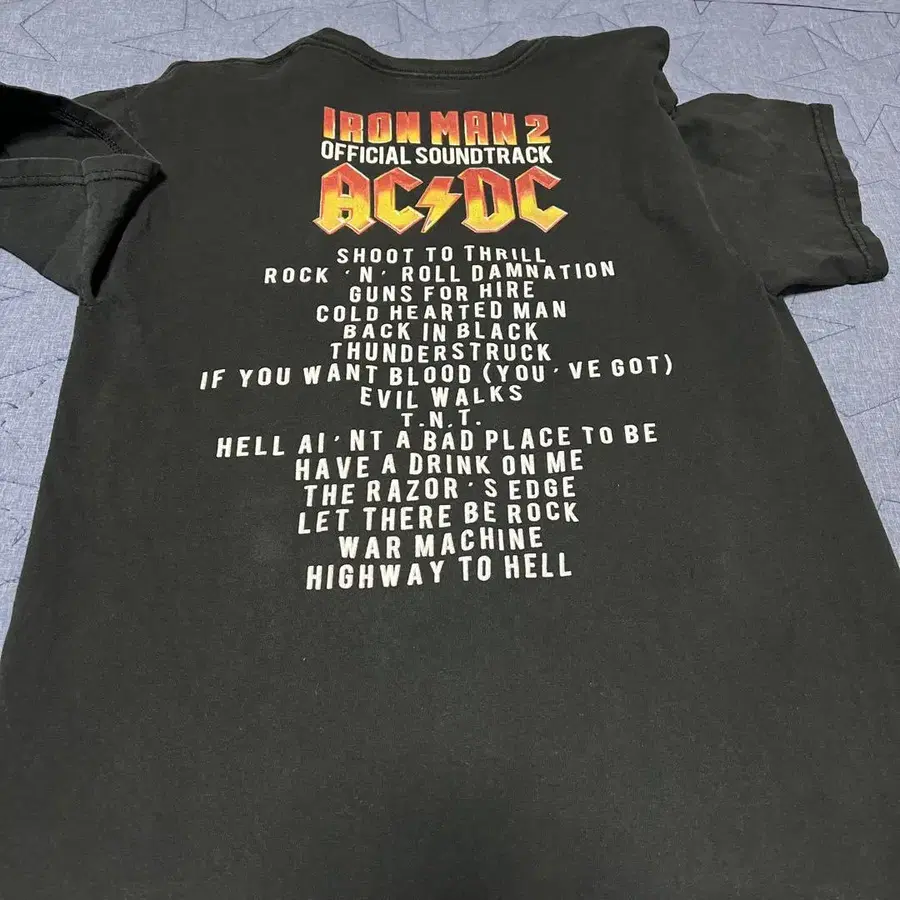 IRON MAN 2
OFFICIAL SOUNDTRACK
AC⚡DC
SHOOT TO THRILL
ROCK 'N' ROLL DAMNATION
GUNS FOR HIRE
COLD HEARTED MAN
BACK IN BLACK
THUNDERSTRUCK
IF YOU WANT BLOOD (YOU'VE GOT)
EVIL WALKS
T.N.T.
HELL AI'NT A BAD PLACE TO BE
HAVE A DRINK ON ME
THE RAZOR'S EDGE
LET THERE BE ROCK
WAR MACHINE
HIGHWAY TO HELL